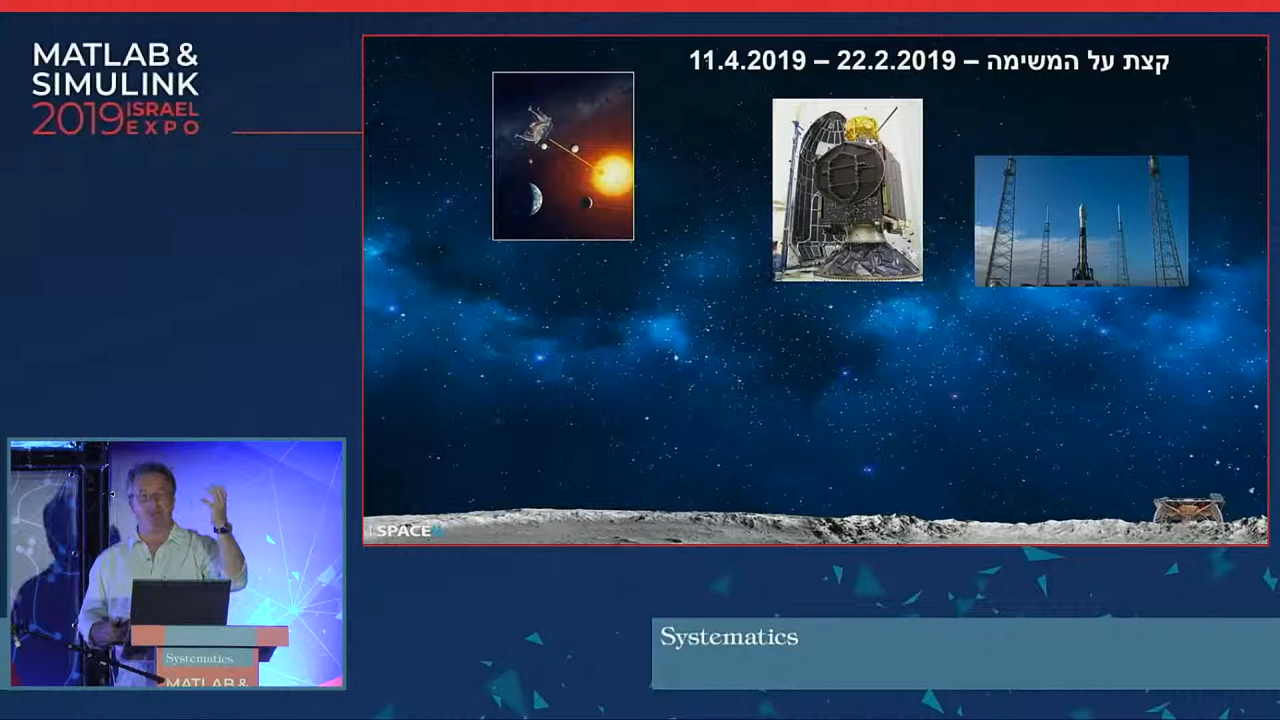 MATLAB &
SIMULINK
2019 ISRAEL
EXPO
קצת על המשימה – 22.2.2019 – 11.4.2019
SPACE
Systematics
Systematics
MATLAB &